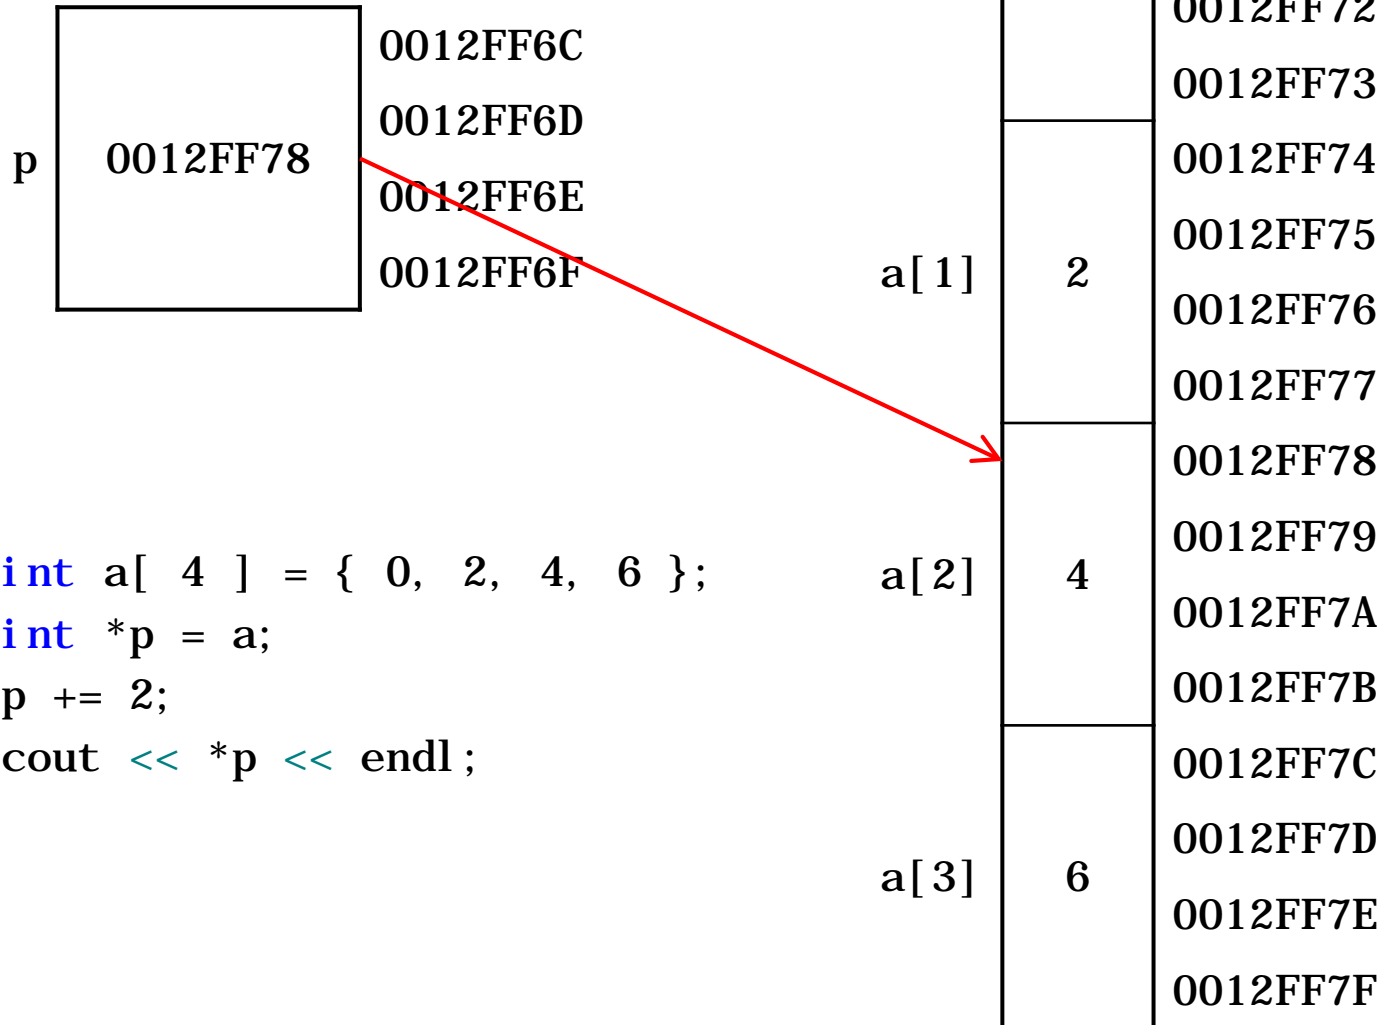 0012FF72
0012FF6C
0012FF73
0012FF6D
p 0012FF78
0012FF74
0012FF6E
0012FF75
0012FF6F
a[1] 2
0012FF76
0012FF77
0012FF78
0012FF79
int a[ 4 ] = { 0, 2, 4, 6 };
a[2] 4
0012FF7A
int *p = a;
p += 2;
0012FF7B
cout << *p << endl;
0012FF7C
0012FF7D
a[3] 6
0012FF7E
0012FF7F